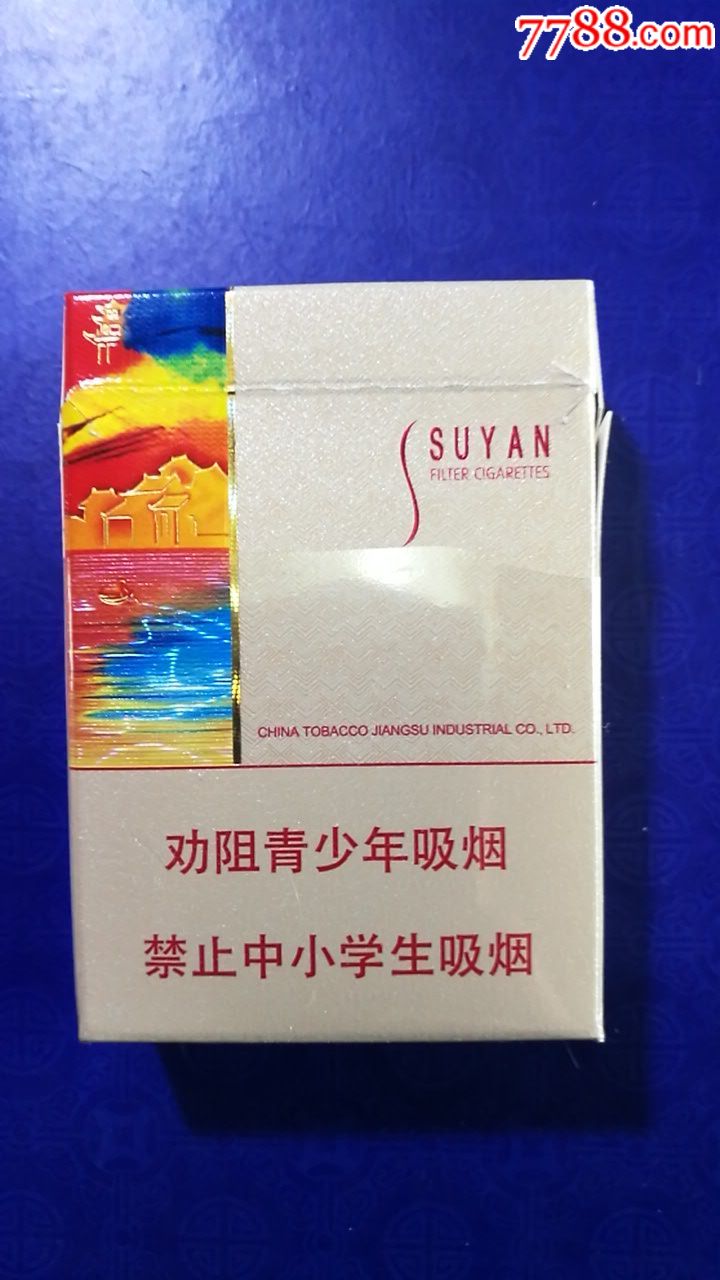 7788.com
SUYAN
FILTER CIGARETTES
CHINA TOBACCO JIANGSU INDUSTRIAL CO., LTD.
劝阻青少年吸烟
禁止中小学生吸烟